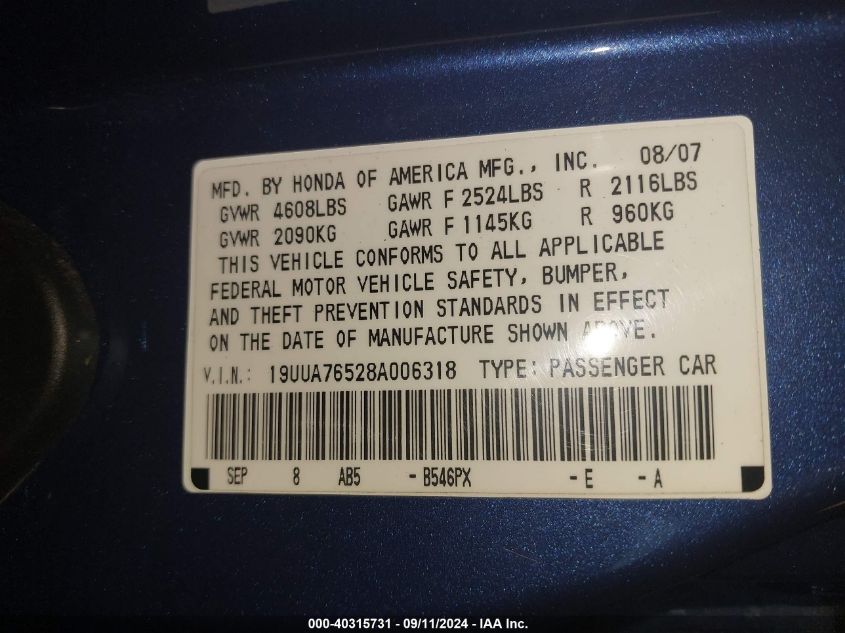 MFD. BY HONDA OF AMERICA MFG., INC. 08/07
GVWR 4608LBS GAWR F 2524LBS R 2116LBS
GVWR 2090KG GAWR F 1145KG R 960KG
THIS VEHICLE CONFORMS TO ALL APPLICABLE
FEDERAL MOTOR VEHICLE SAFETY, BUMPER,
AND THEFT PREVENTION STANDARDS IN EFFECT
ON THE DATE OF MANUFACTURE SHOWN ABOVE.
V.I.N.: 19UUA76528A006318 TYPE: PASSENGER CAR
SEP 8 AB5 - B546PX - E - A
000-40315731 - 09/11/2024 - IAA Inc.